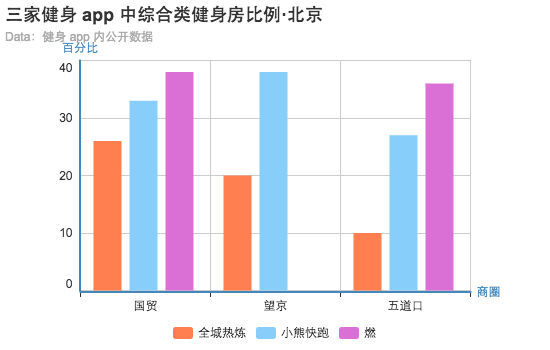 三家健身 app 中综合类健身房比例·北京
Data：健身 app 内公开数据
百分比
40
30
20
10
0
商圈
国贸 望京 五道口
全城热炼 小熊快跑 燃